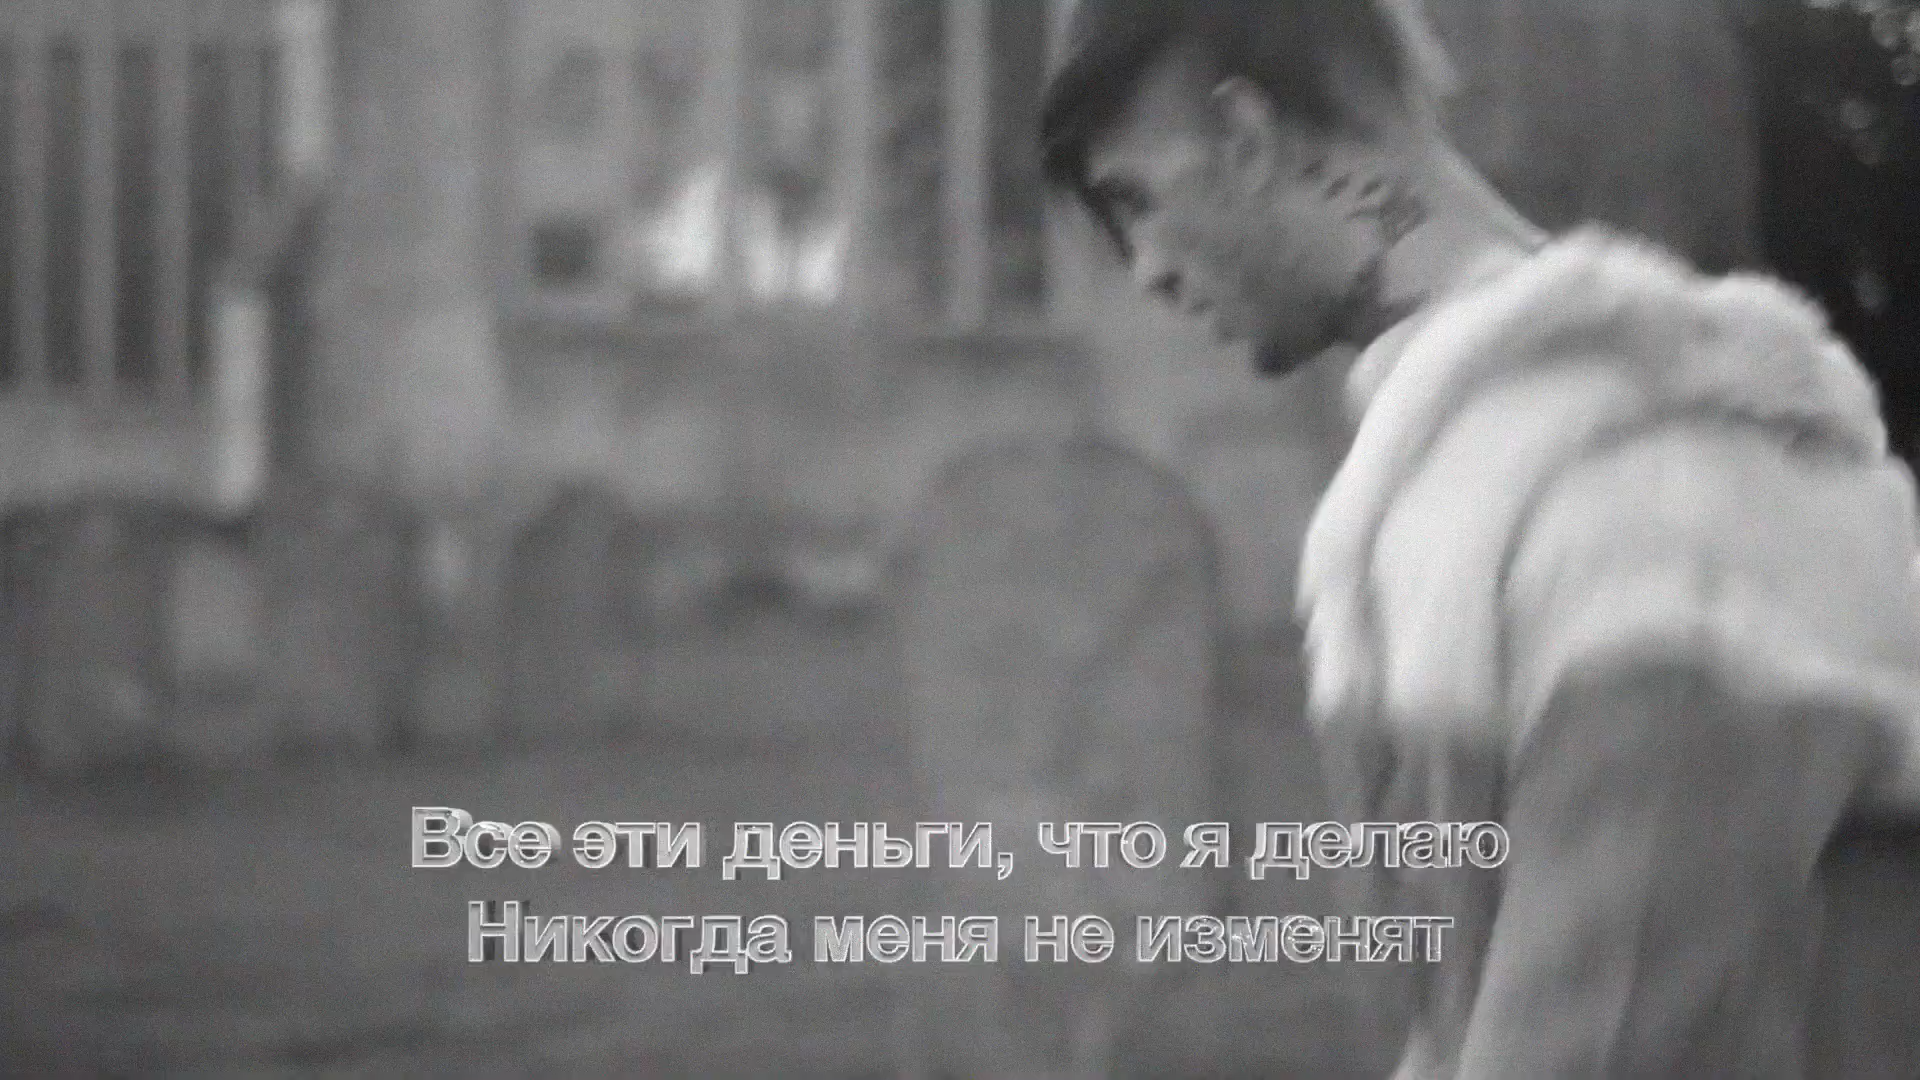 Все эти деньги, что я делаю
Никогда меня не изменят